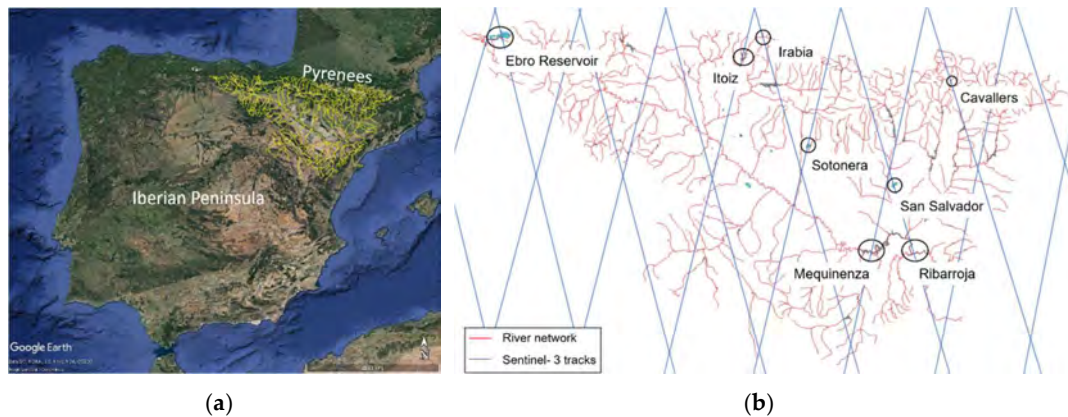 Pyrenees
Iberian Peninsula
Google Earth
N
Ebro Reservoir
Irabia
Itoiz
Cavallers
Sotonera
San Salvador
Mequinenza
Ribarroja
River network
Sentinel- 3 tracks
(a)
(b)